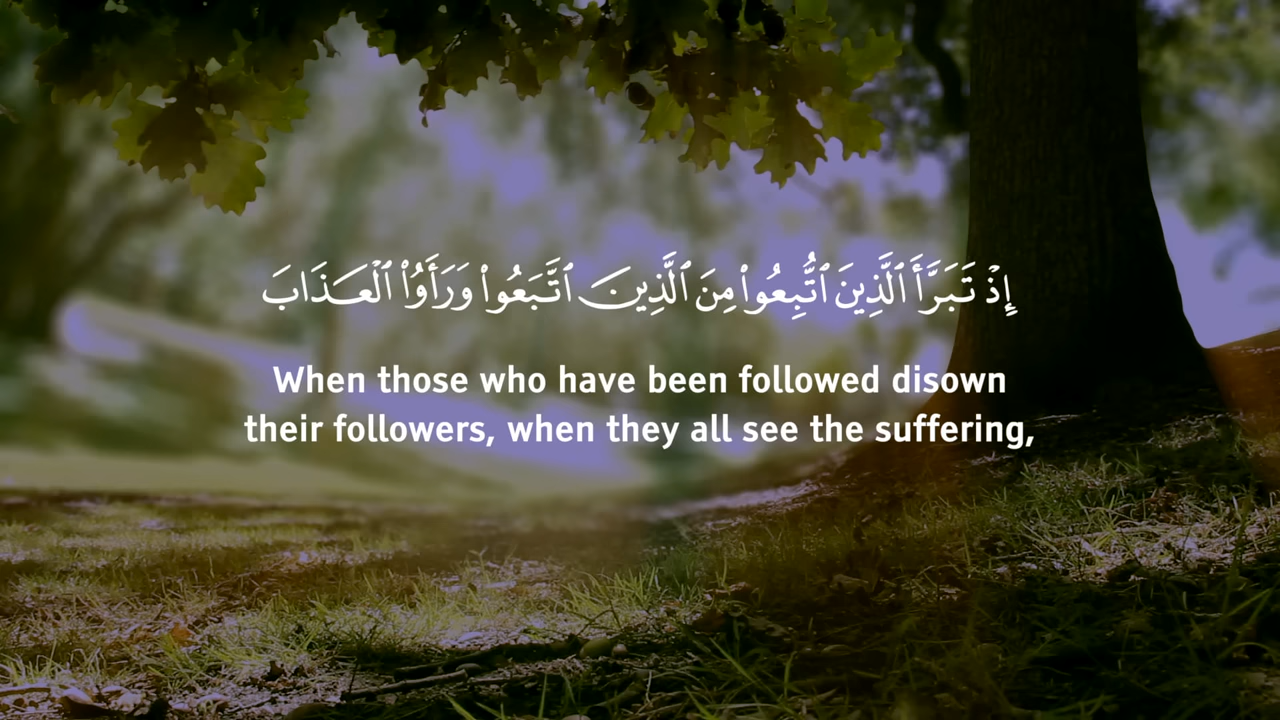 إِذْ تَبَرَّأَ ٱلَّذِينَ ٱتُّبِعُوا۟ مِنَ ٱلَّذِينَ ٱتَّبَعُوا۟ وَرَأَوُا۟ ٱلْعَذَابَ
When those who have been followed disown
their followers, when they all see the suffering,